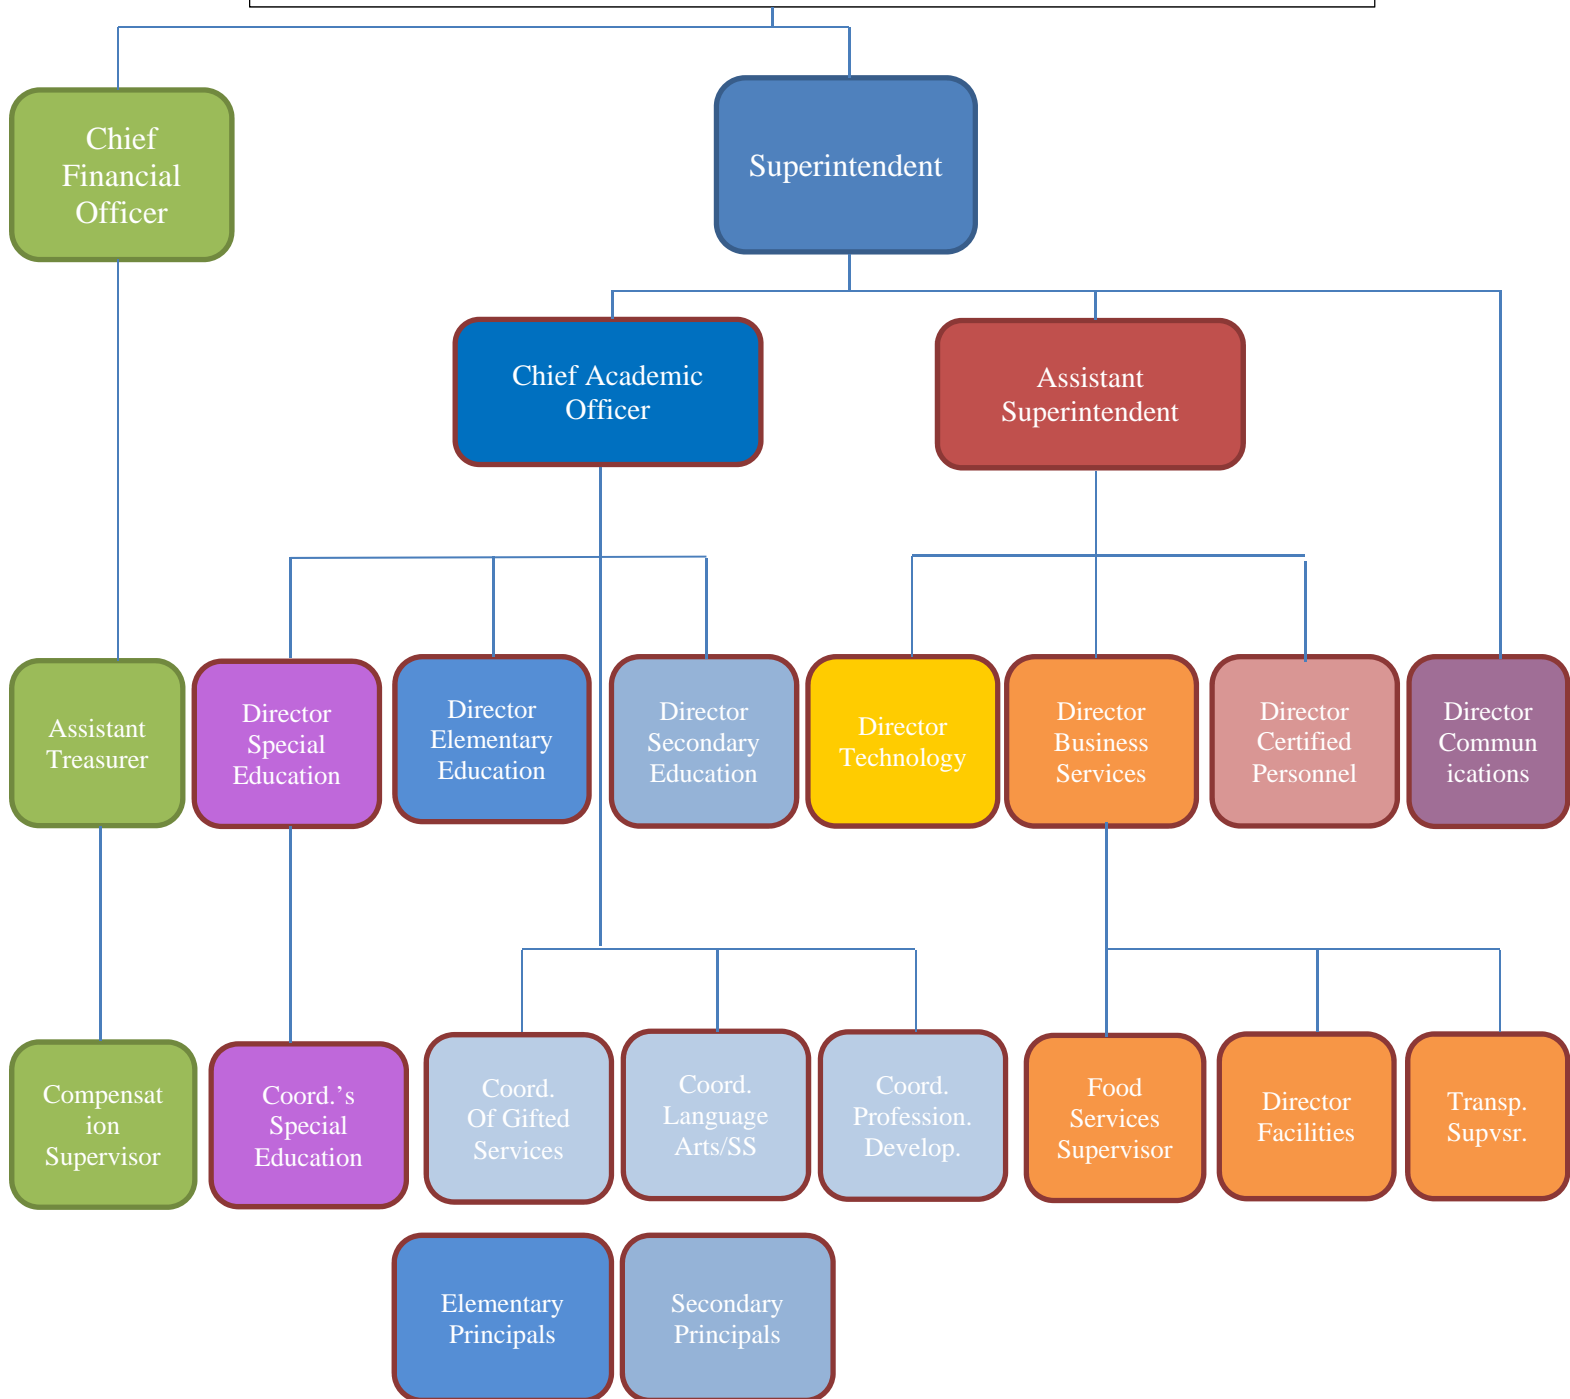 Chief
Financial
Officer
Superintendent
Chief Academic
Officer
Assistant
Superintendent
Assistant
Treasurer
Director
Special
Education
Director
Elementary
Education
Director
Secondary
Education
Director
Technology
Director
Business
Services
Director
Certified
Personnel
Director
Commun
ications
Compensat
ion
Supervisor
Coord.’s
Special
Education
Coord.
Of Gifted
Services
Coord.
Language
Arts/SS
Coord.
Profession.
Develop.
Food
Services
Supervisor
Director
Facilities
Transp.
Supvsr.
Elementary
Principals
Secondary
Principals